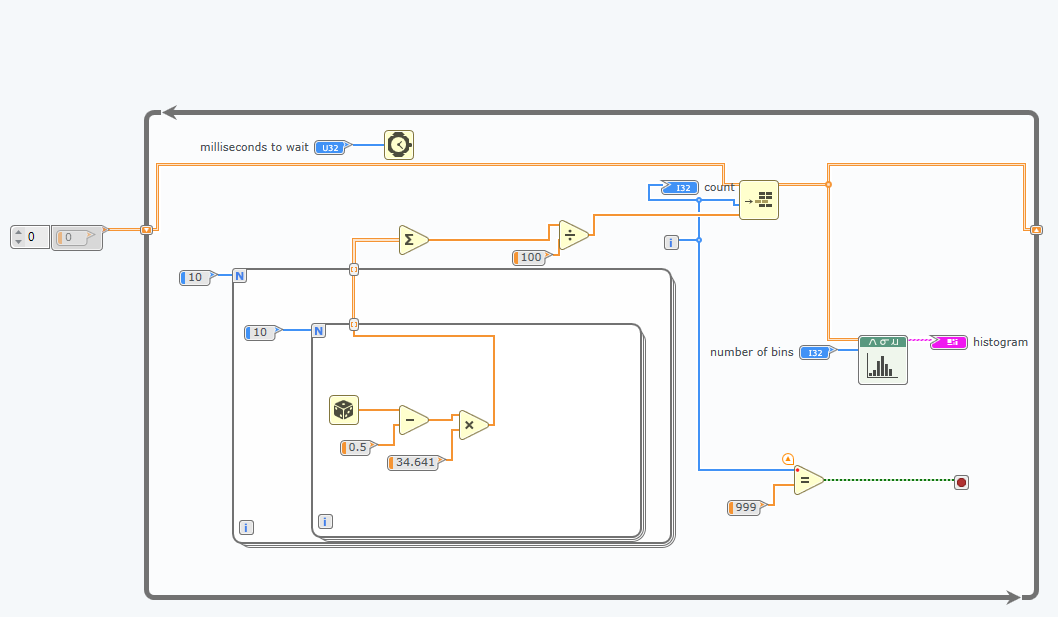 milliseconds to wait U32
I32 count
0 0
i
Σ
÷
100
10 N
10 N
number of bins I32
histogram
0.5
−
×
34.641
=
999
i
i